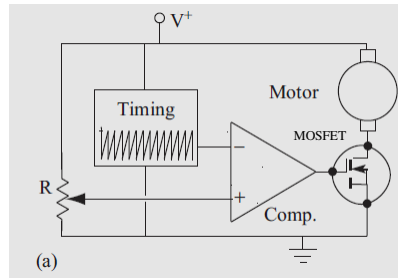 V+
Timing
Motor
MOSFET
−
R
+
Comp.
(a)